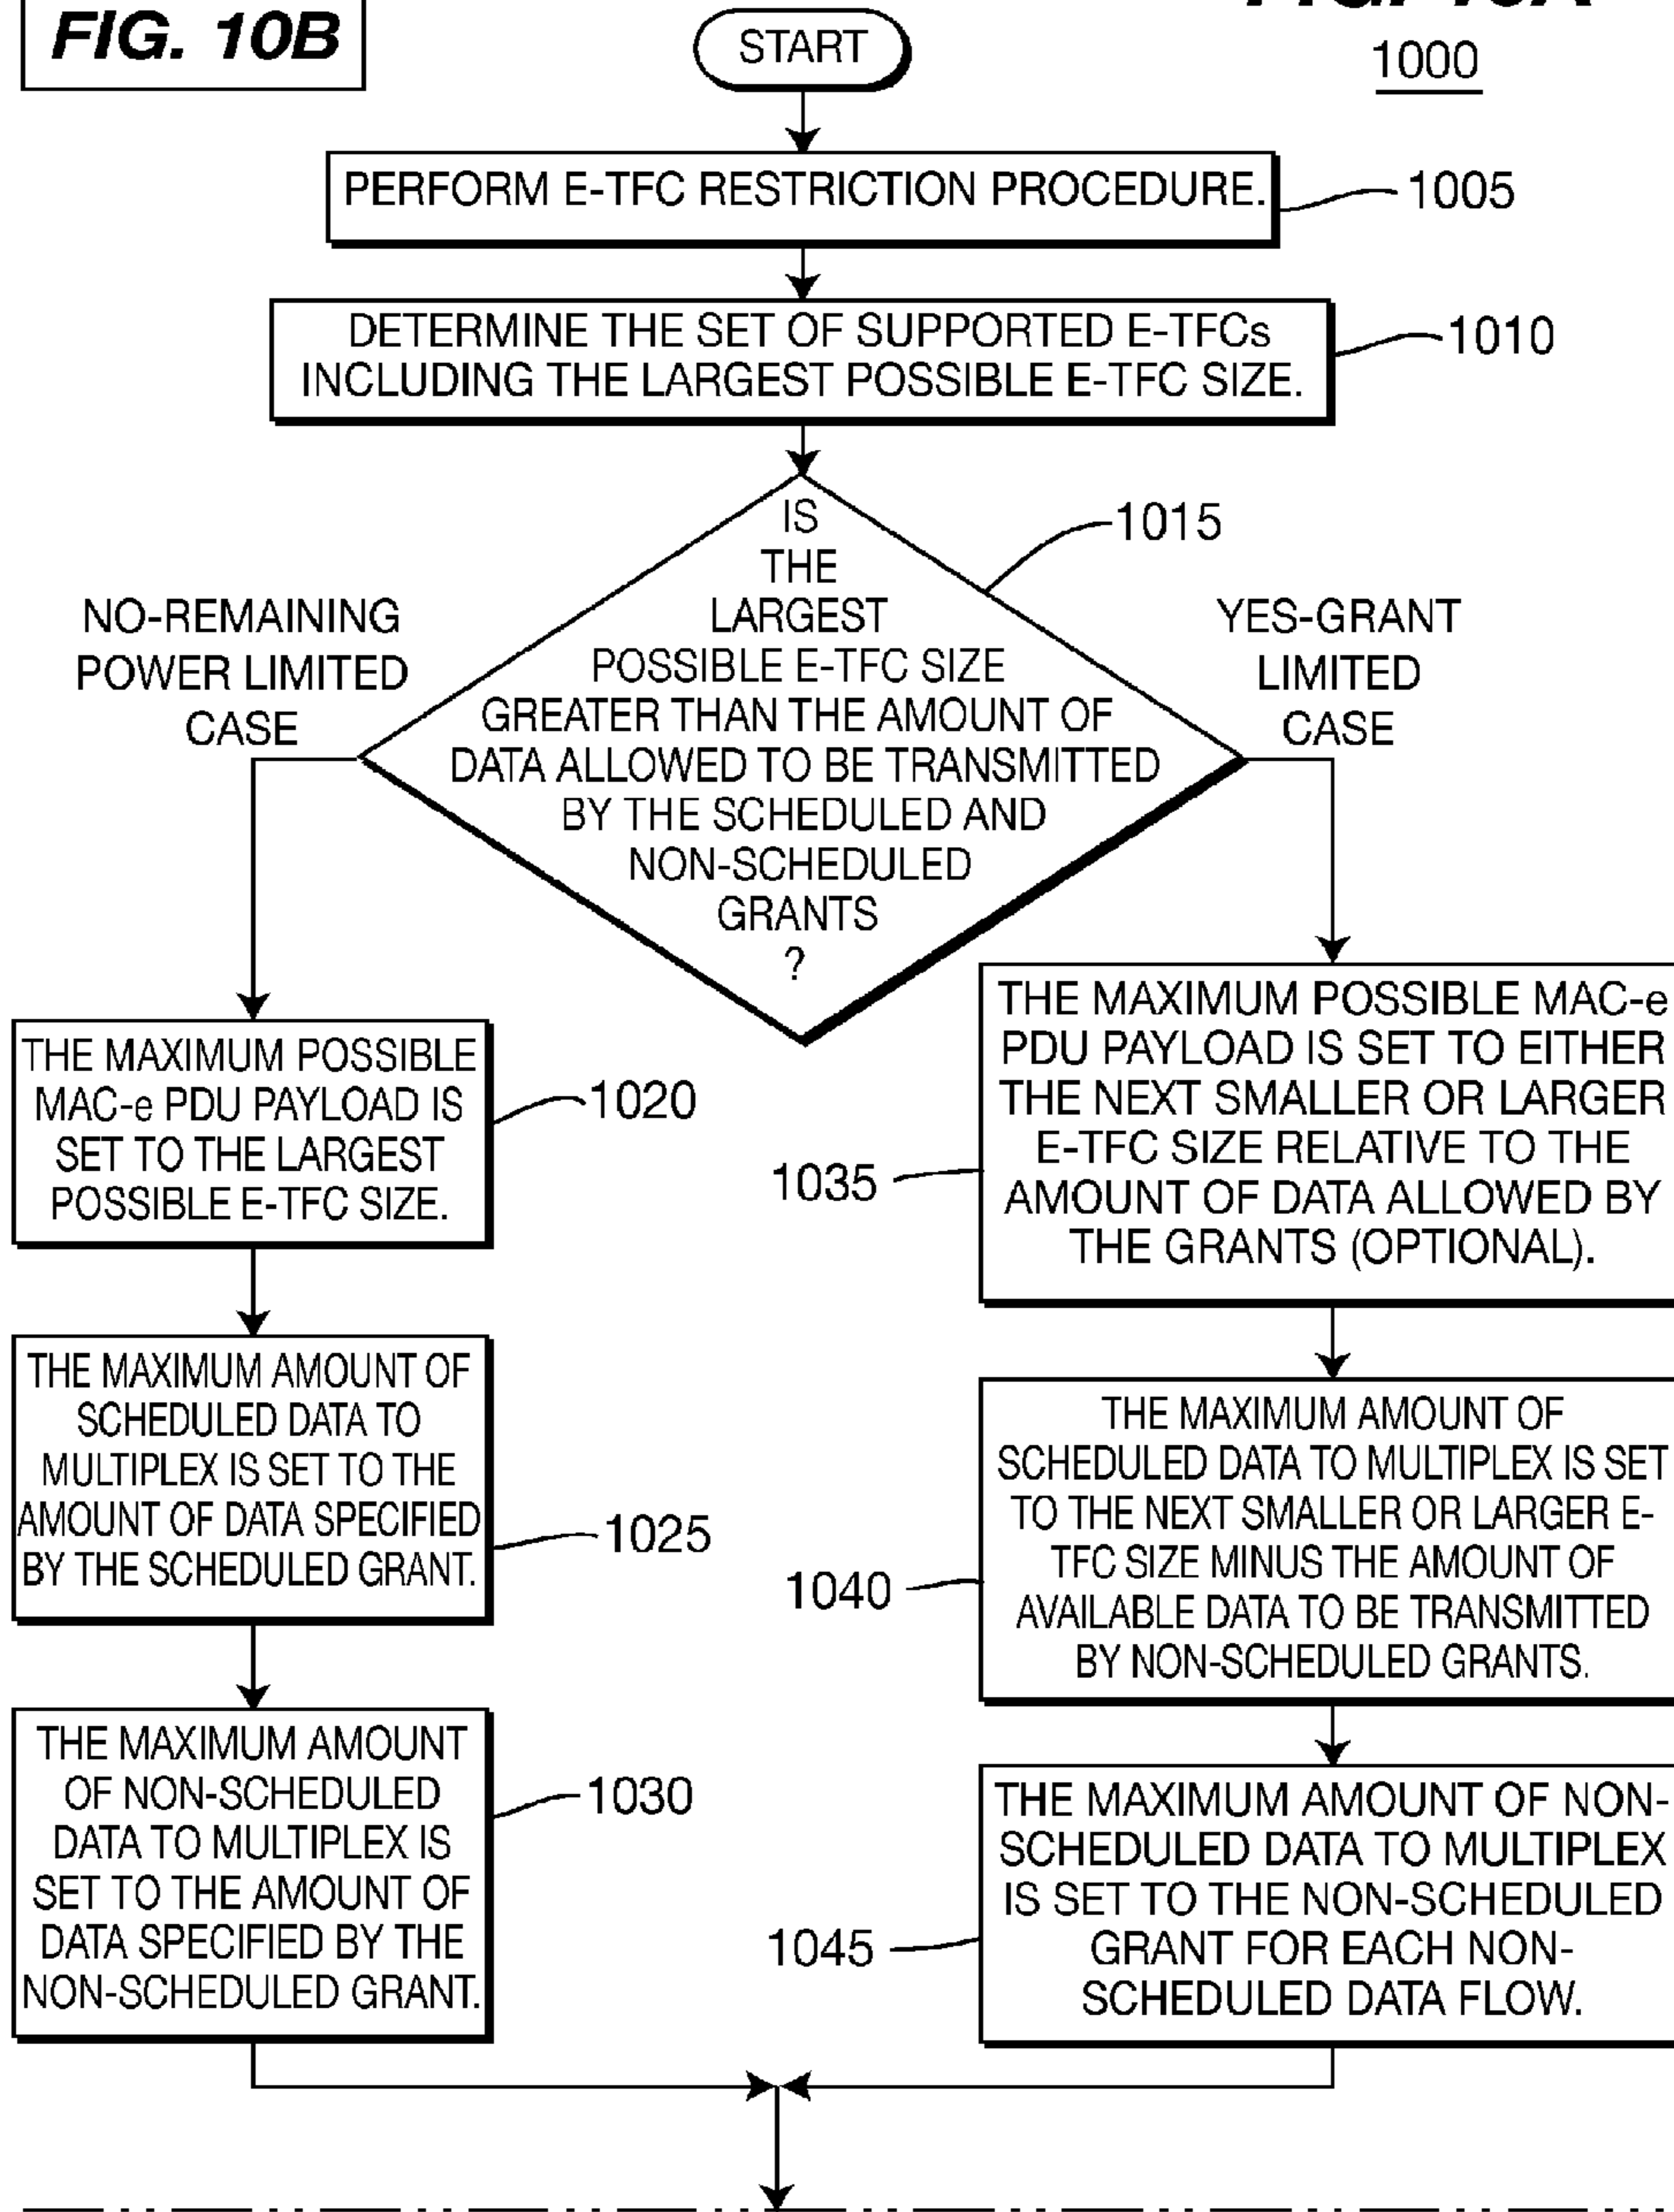 FIG. 10B
1000
START
PERFORM E-TFC RESTRICTION PROCEDURE.
1005
DETERMINE THE SET OF SUPPORTED E-TFCs
INCLUDING THE LARGEST POSSIBLE E-TFC SIZE.
1010
IS
THE
LARGEST
POSSIBLE E-TFC SIZE
GREATER THAN THE AMOUNT OF
DATA ALLOWED TO BE TRANSMITTED
BY THE SCHEDULED AND
NON-SCHEDULED
GRANTS
?
1015
NO-REMAINING
POWER LIMITED
CASE
YES-GRANT
LIMITED
CASE
THE MAXIMUM POSSIBLE
MAC-e PDU PAYLOAD IS
SET TO THE LARGEST
POSSIBLE E-TFC SIZE.
1020
THE MAXIMUM AMOUNT OF
SCHEDULED DATA TO
MULTIPLEX IS SET TO THE
AMOUNT OF DATA SPECIFIED
BY THE SCHEDULED GRANT.
1025
THE MAXIMUM AMOUNT
OF NON-SCHEDULED
DATA TO MULTIPLEX IS
SET TO THE AMOUNT OF
DATA SPECIFIED BY THE
NON-SCHEDULED GRANT.
1030
THE MAXIMUM POSSIBLE MAC-e
PDU PAYLOAD IS SET TO EITHER
THE NEXT SMALLER OR LARGER
E-TFC SIZE RELATIVE TO THE
AMOUNT OF DATA ALLOWED BY
THE GRANTS (OPTIONAL).
1035
THE MAXIMUM AMOUNT OF
SCHEDULED DATA TO MULTIPLEX IS SET
TO THE NEXT SMALLER OR LARGER E-
TFC SIZE MINUS THE AMOUNT OF
AVAILABLE DATA TO BE TRANSMITTED
BY NON-SCHEDULED GRANTS.
1040
THE MAXIMUM AMOUNT OF NON-
SCHEDULED DATA TO MULTIPLEX
IS SET TO THE NON-SCHEDULED
GRANT FOR EACH NON-
SCHEDULED DATA FLOW.
1045